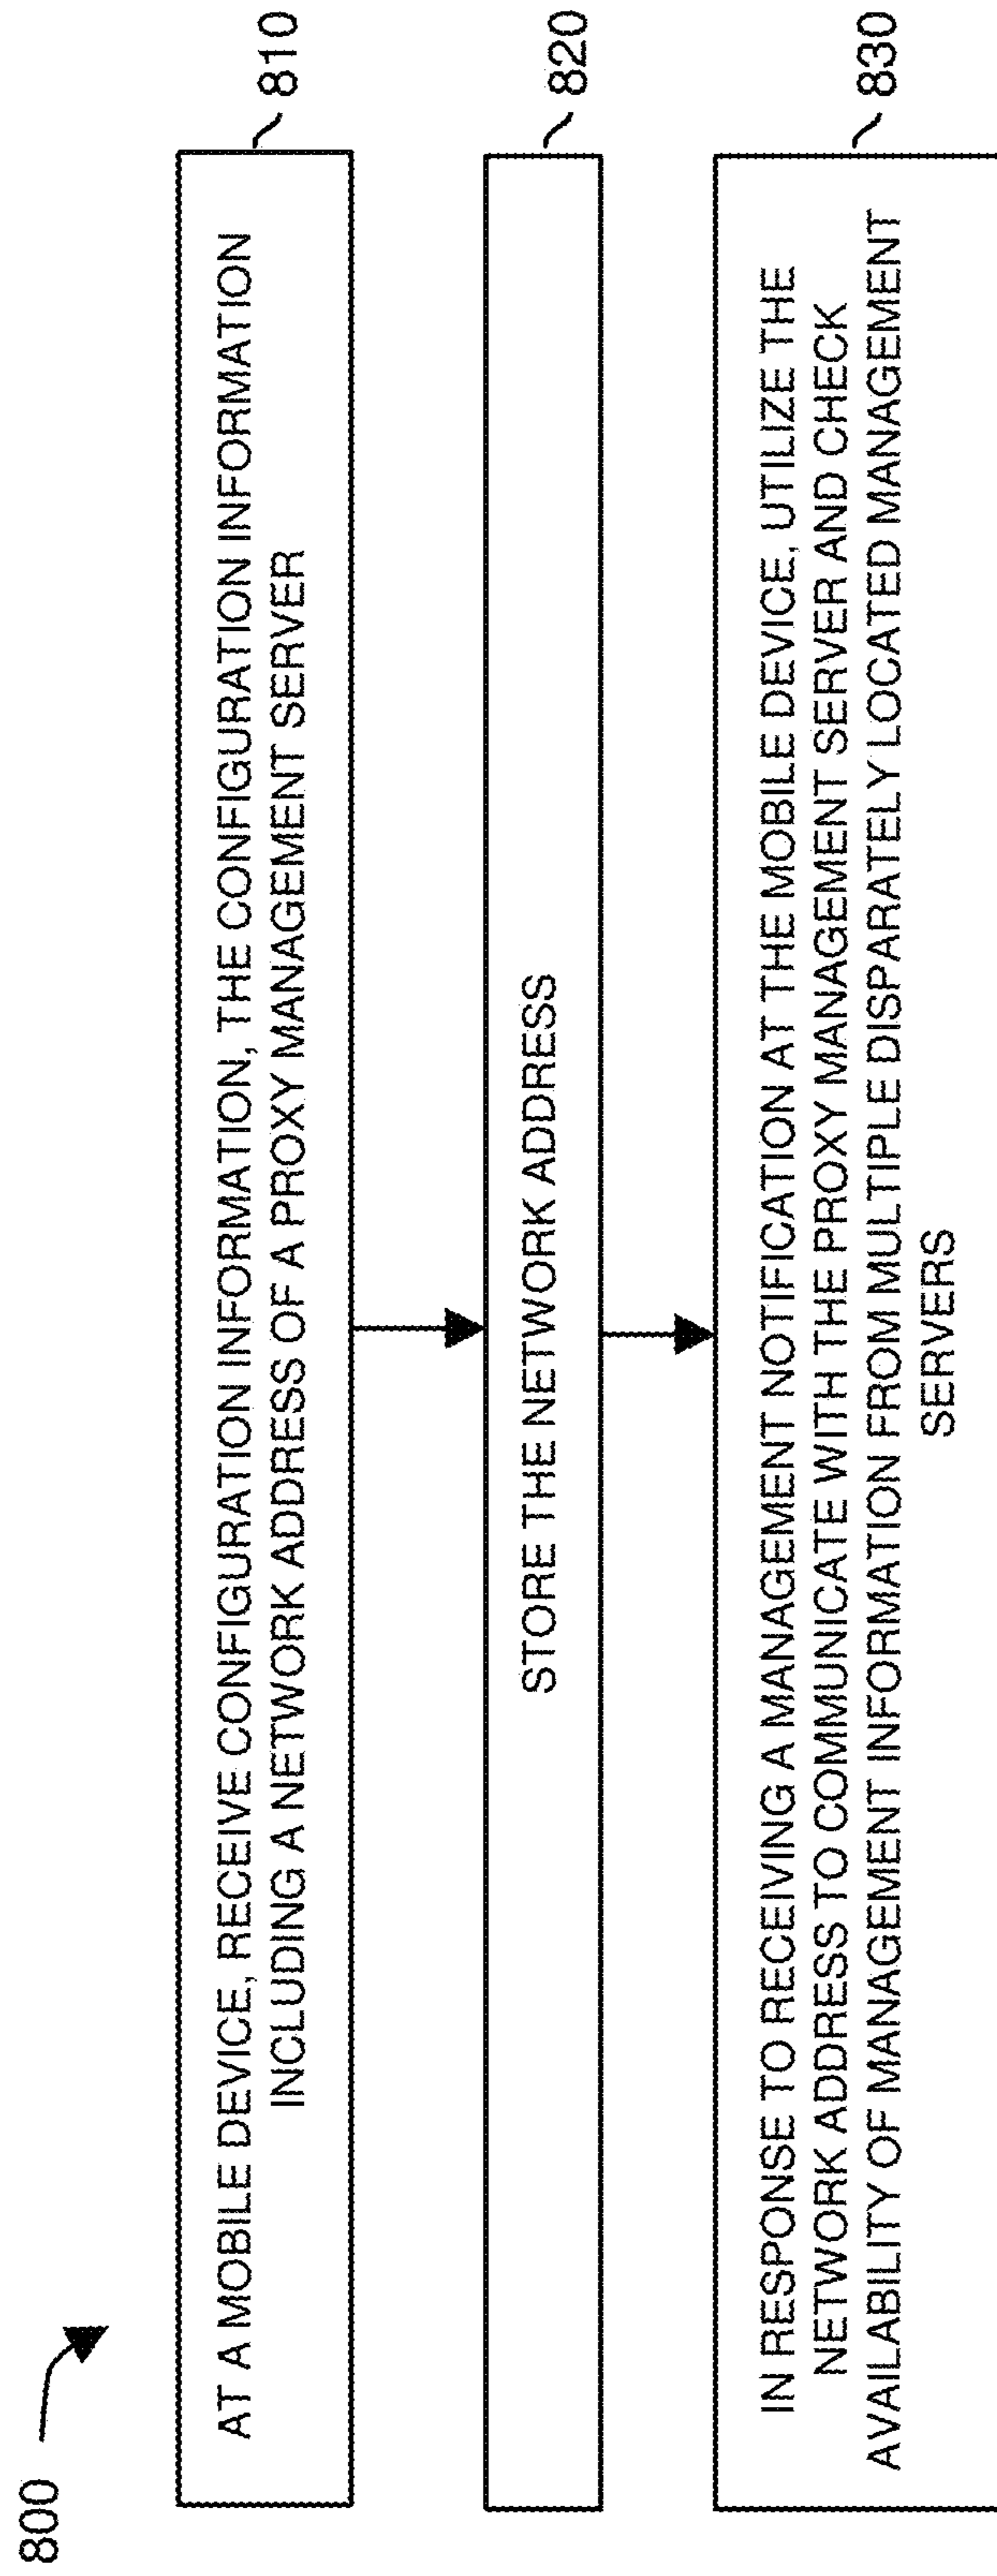 800
AT A MOBILE DEVICE, RECEIVE CONFIGURATION INFORMATION, THE CONFIGURATION INFORMATION
INCLUDING A NETWORK ADDRESS OF A PROXY MANAGEMENT SERVER
810
STORE THE NETWORK ADDRESS
820
IN RESPONSE TO RECEIVING A MANAGEMENT NOTIFICATION AT THE MOBILE DEVICE, UTILIZE THE
NETWORK ADDRESS TO COMMUNICATE WITH THE PROXY MANAGEMENT SERVER AND CHECK
AVAILABILITY OF MANAGEMENT INFORMATION FROM MULTIPLE DISPARATELY LOCATED MANAGEMENT
SERVERS
830